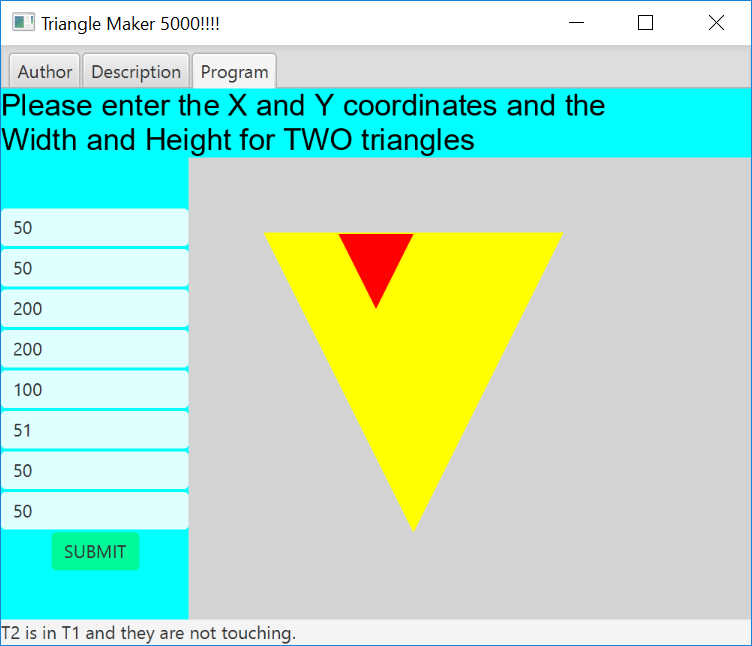 Triangle Maker 5000!!!!
Author Description Program
Please enter the X and Y coordinates and the
Width and Height for TWO triangles
50
50
200
200
100
51
50
50
SUBMIT
T2 is in T1 and they are not touching.